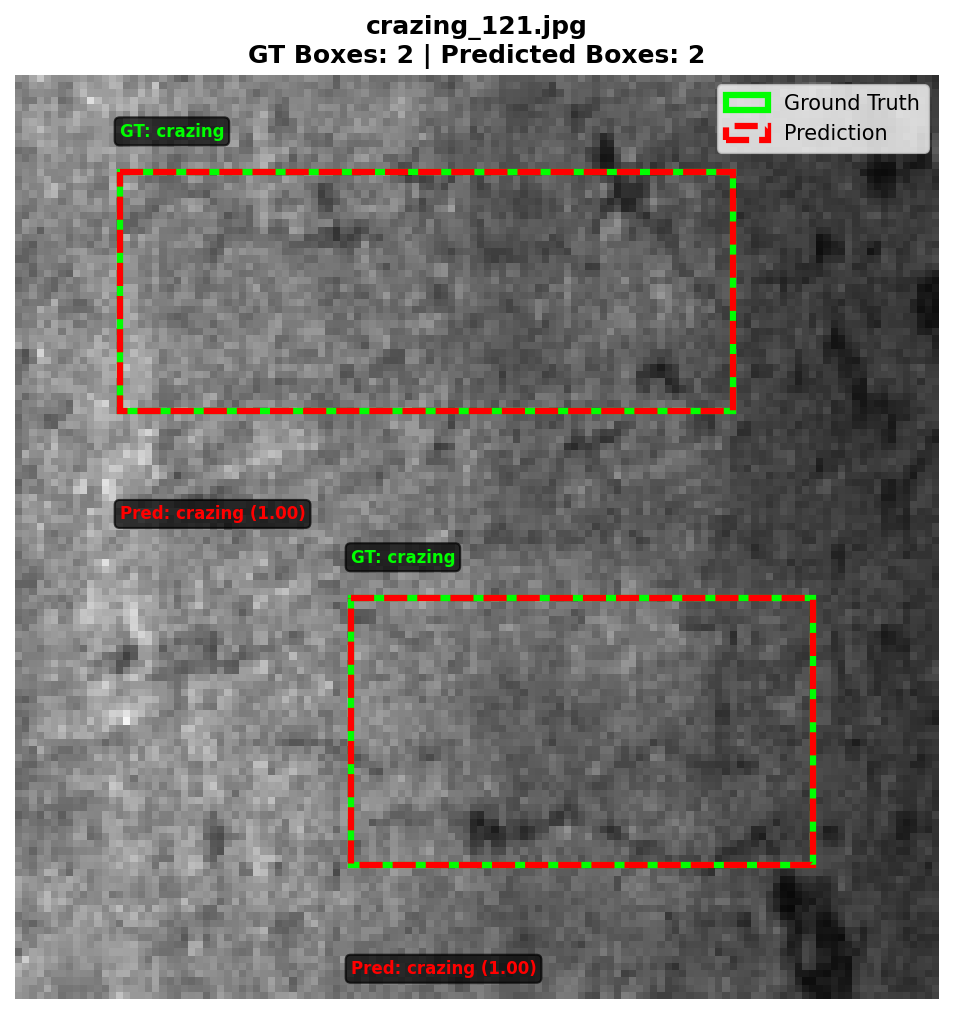 crazing_121.jpg
GT Boxes: 2 | Predicted Boxes: 2
Ground Truth
Prediction
GT: crazing
Pred: crazing (1.00)
GT: crazing
Pred: crazing (1.00)